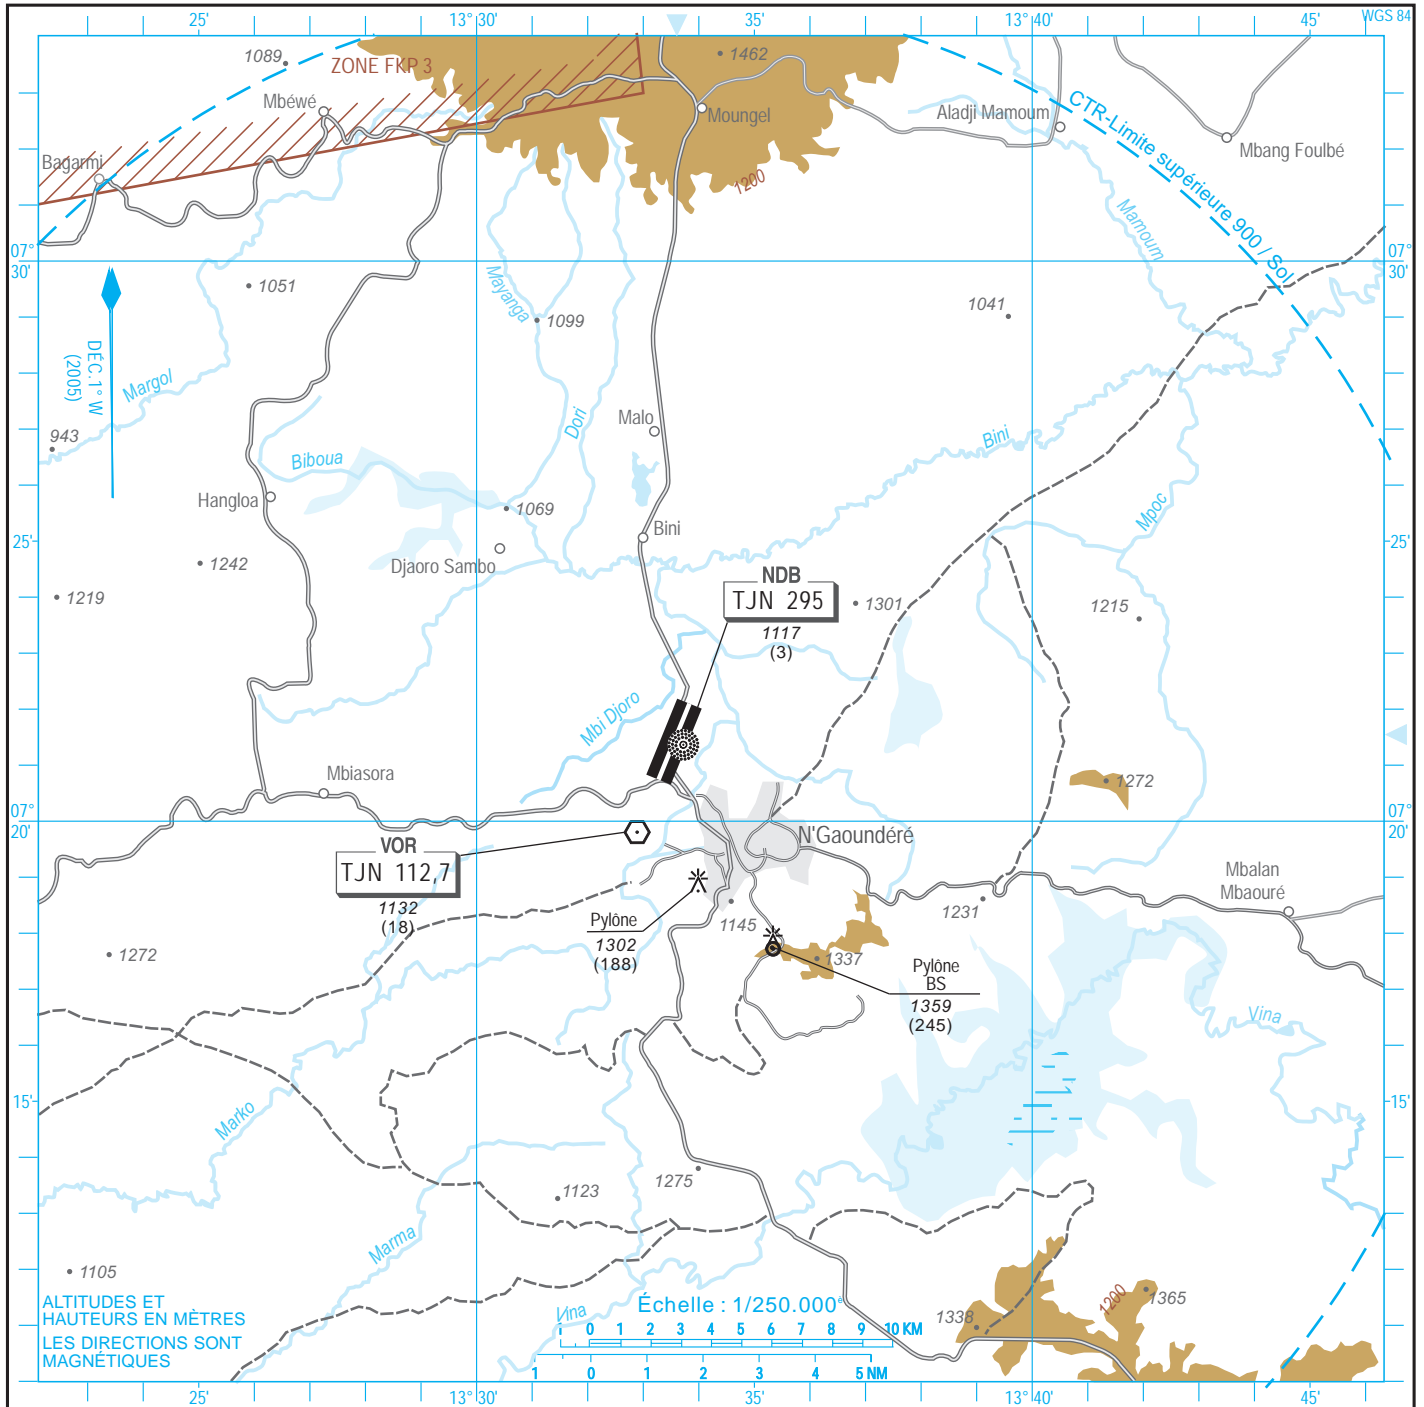 25'
13° 30'
35'
13° 40'
45'
WGS 84
1089
ZONE FKP 3
1462
Mbéwé
Moungel
Aladji Mamoum
CTR-Limite supérieure 900 / Sol
Mbang Foulbé
Bagarmi
1200
Mamoum
07°
30'
07°
30'
1051
Mayanga
1099
1041
DÉC.1° W
(2005)
Margol
943
Malo
Dori
Bini
Biboua
Hangloa
1069
Mpoc
Bini
25'
25'
Djaoro Sambo
1242
1219
NDB
TJN 295
1117
(3)
1301
1215
Mbi Djoro
Mbiasora
1272
07°
20'
07°
20'
N'Gaoundéré
VOR
TJN 112,7
1132
(18)
Mbalan
Mbaouré
Pylône
1302
(188)
1145
1231
1272
1337
Pylône
BS
1359
(245)
Vina
15'
15'
Marko
1275
1123
Marma
1105
1200
1365
ALTITUDES ET
HAUTEURS EN MÈTRES
LES DIRECTIONS SONT
MAGNÉTIQUES
Vina
Échelle : 1/250.000è
1338
1 0 1 2 3 4 5 6 7 8 9 10 KM
1 0 1 2 3 4 5 NM
25'
13° 30'
35'
13° 40'
45'